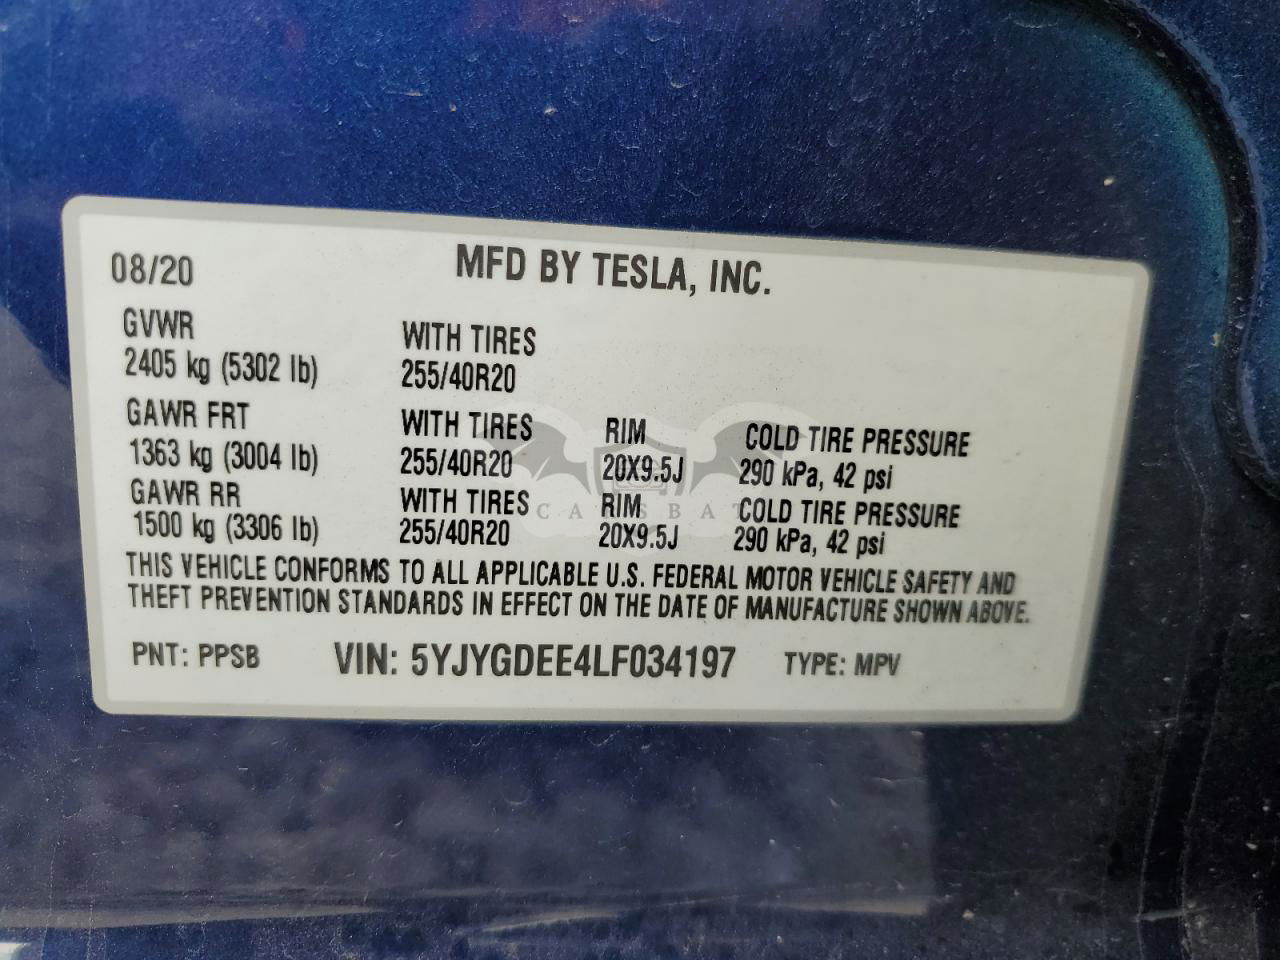 08/20 MFD BY TESLA, INC.
GVWR WITH TIRES
2405 kg (5302 lb) 255/40R20
GAWR FRT WITH TIRES RIM COLD TIRE PRESSURE
1363 kg (3004 lb) 255/40R20 20X9.5J 290 kPa, 42 psi
GAWR RR WITH TIRES RIM COLD TIRE PRESSURE
1500 kg (3306 lb) 255/40R20 20X9.5J 290 kPa, 42 psi
THIS VEHICLE CONFORMS TO ALL APPLICABLE U.S. FEDERAL MOTOR VEHICLE SAFETY AND
THEFT PREVENTION STANDARDS IN EFFECT ON THE DATE OF MANUFACTURE SHOWN ABOVE.
PNT: PPSB VIN: 5YJYGDEE4LF034197 TYPE: MPV